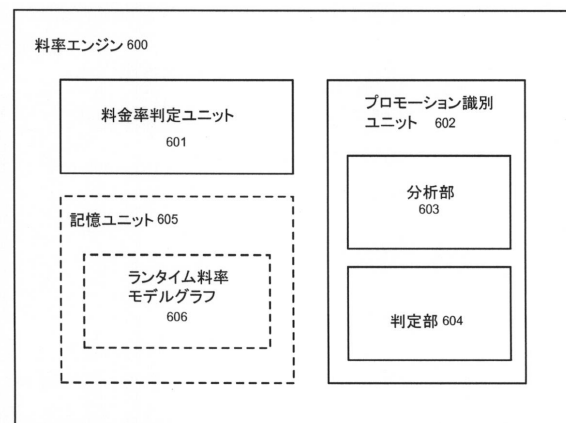 料率エンジン 600
料金率判定ユニット
601
記憶ユニット 605
ランタイム料率
モデルグラフ
606
プロモーション識別
ユニット 602
分析部
603
判定部 604